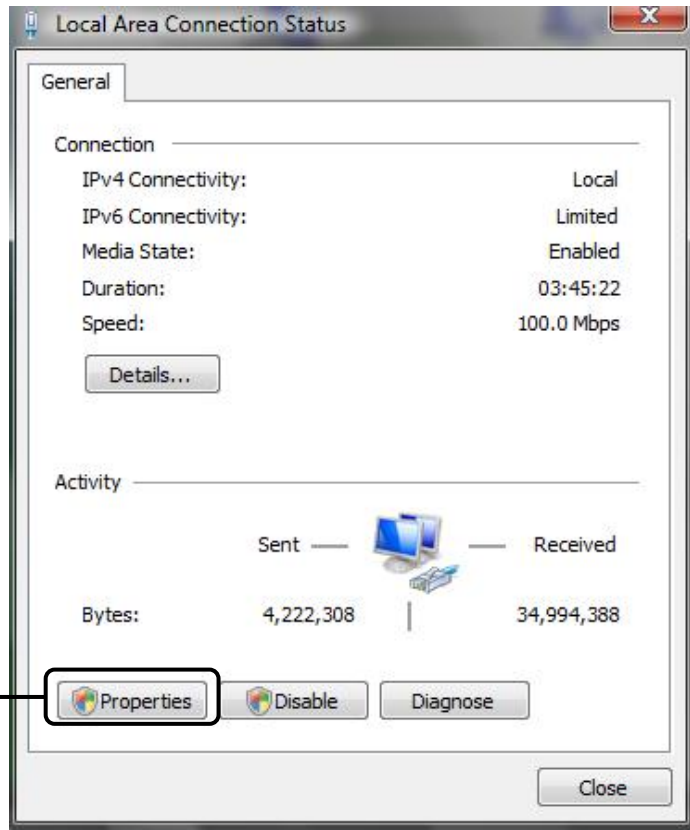 Local Area Connection Status
General
Connection
IPv4 Connectivity: Local
IPv6 Connectivity: Limited
Media State: Enabled
Duration: 03:45:22
Speed: 100.0 Mbps
Details...
Activity
Sent Received
Bytes: 4,222,308 34,994,388
Properties Disable Diagnose
Close